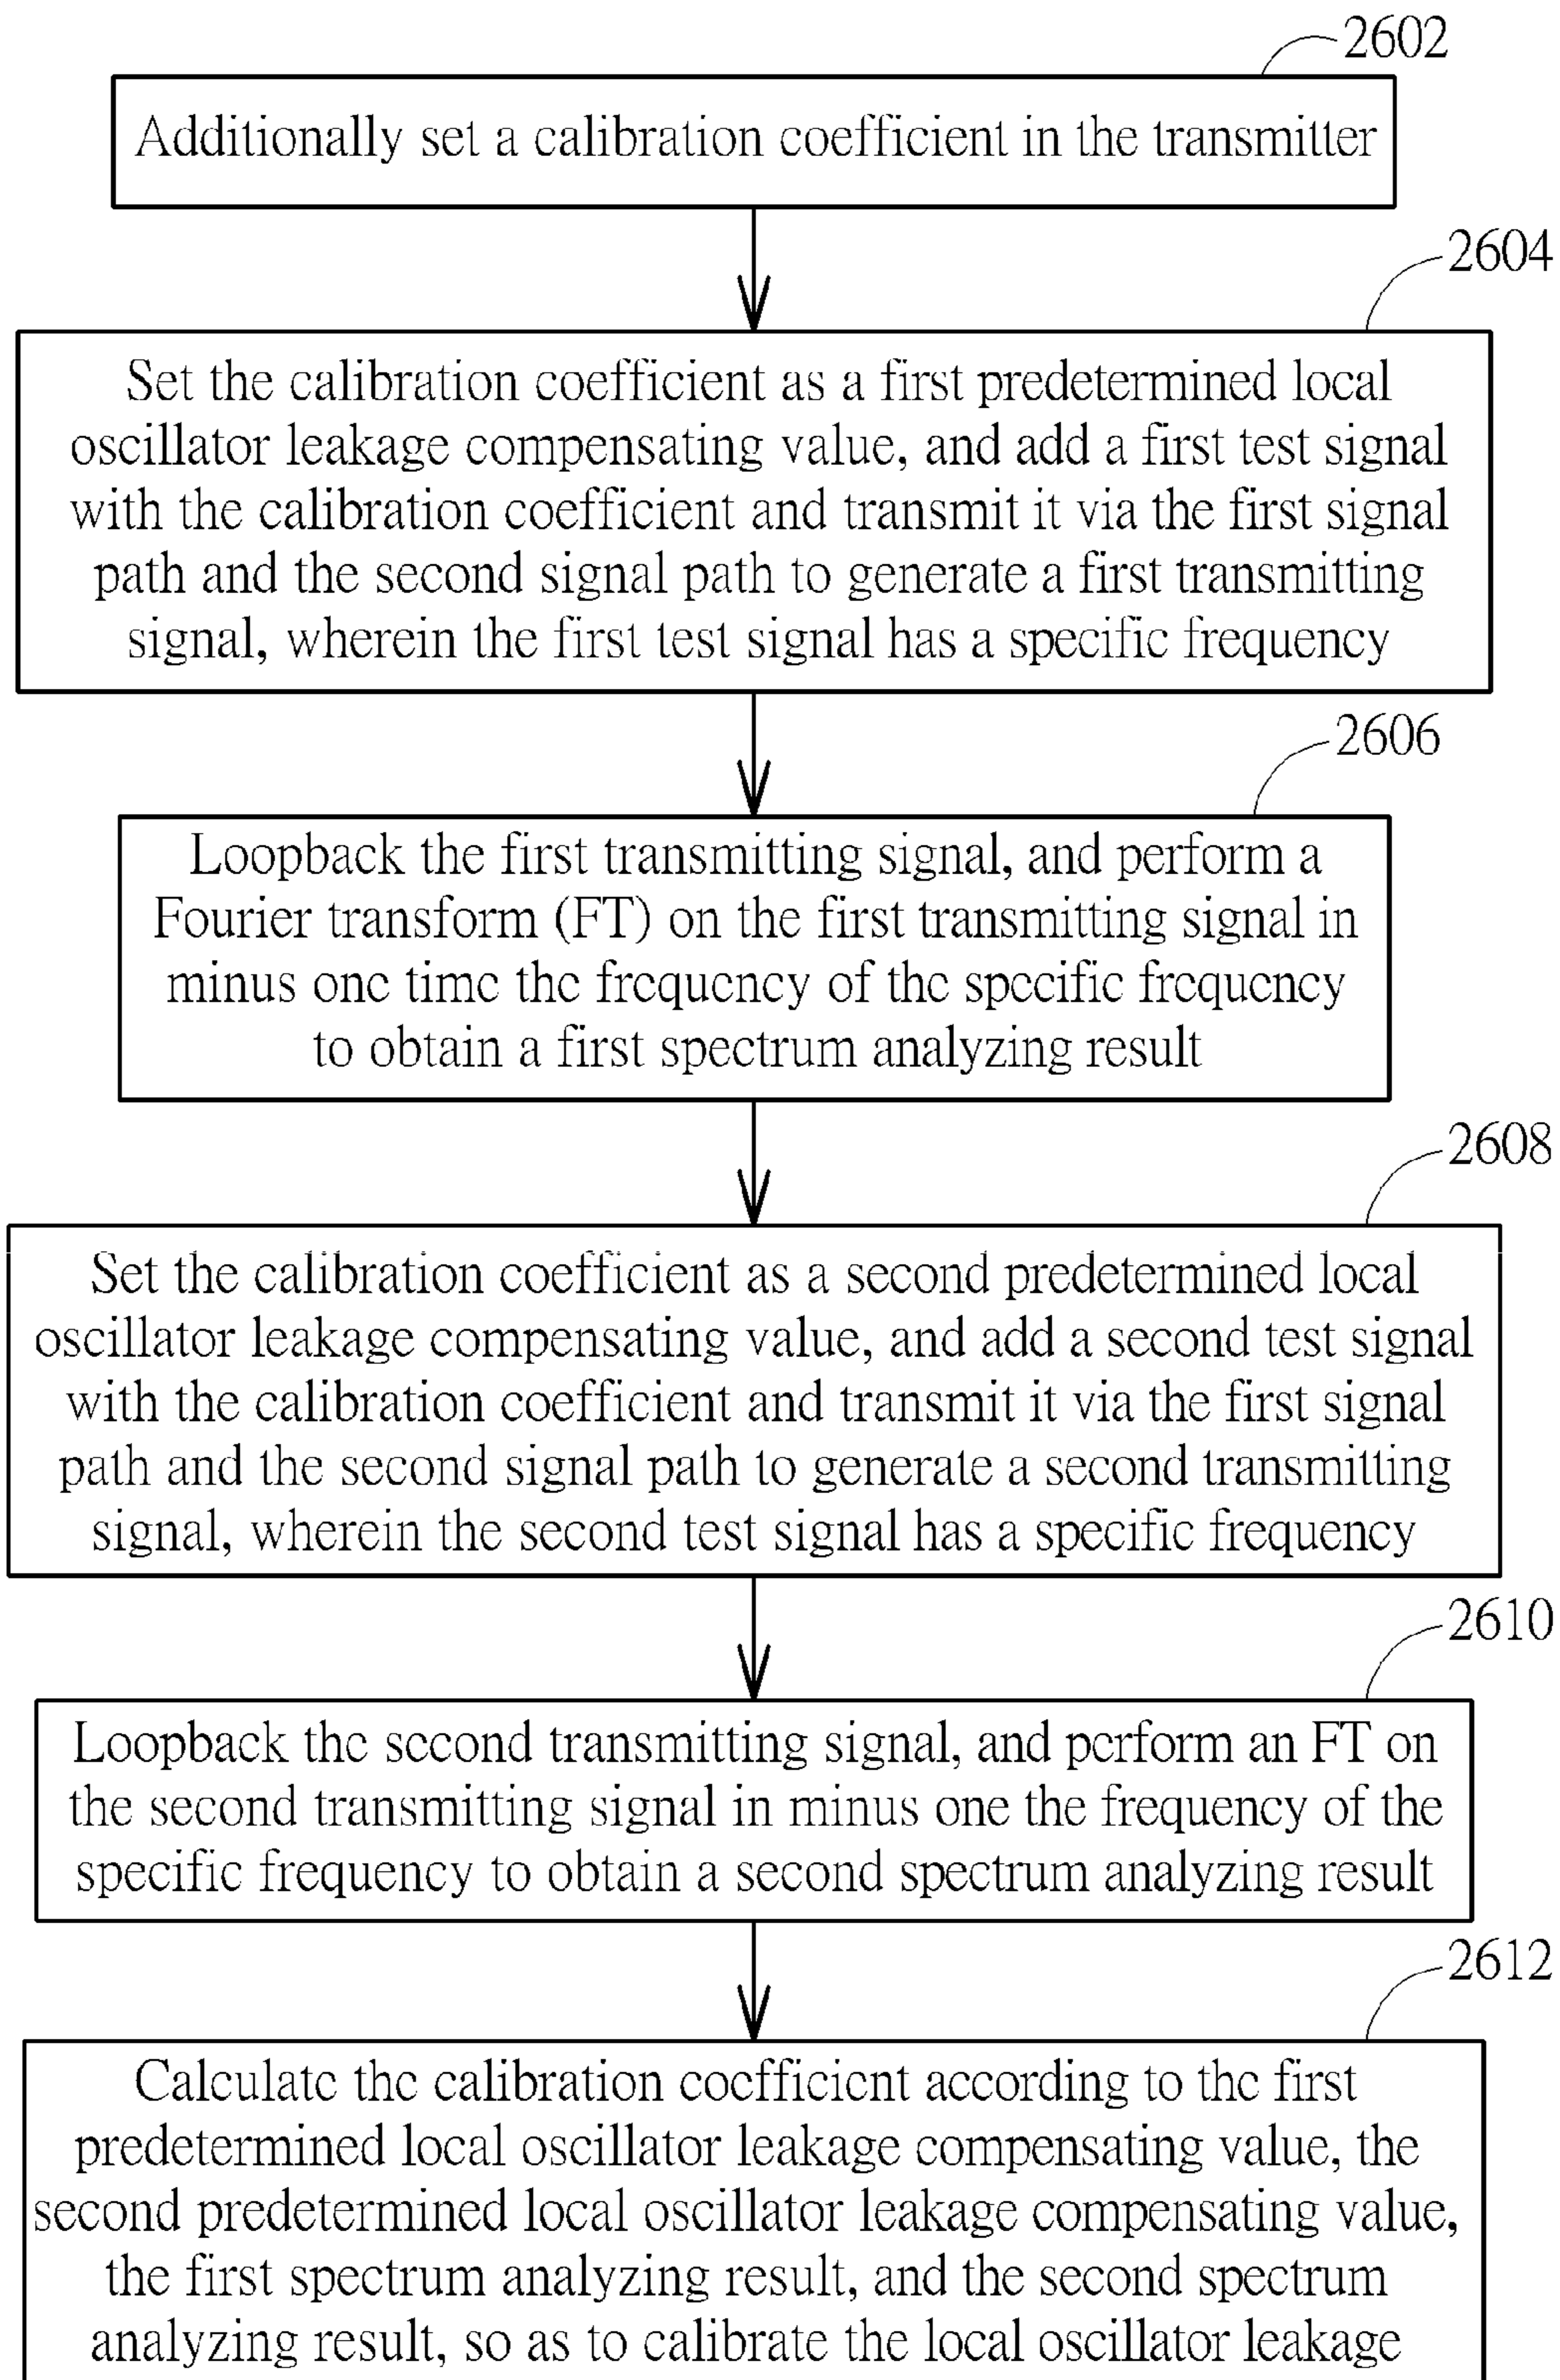 2602
Additionally set a calibration coefficient in the transmitter
2604
Set the calibration coefficient as a first predetermined local
oscillator leakage compensating value, and add a first test signal
with the calibration coefficient and transmit it via the first signal
path and the second signal path to generate a first transmitting
signal, wherein the first test signal has a specific frequency
2606
Loopback the first transmitting signal, and perform a
Fourier transform (FT) on the first transmitting signal in
minus one time the frequency of the specific frequency
to obtain a first spectrum analyzing result
2608
Set the calibration coefficient as a second predetermined local
oscillator leakage compensating value, and add a second test signal
with the calibration coefficient and transmit it via the first signal
path and the second signal path to generate a second transmitting
signal, wherein the second test signal has a specific frequency
2610
Loopback the second transmitting signal, and perform an FT on
the second transmitting signal in minus one the frequency of the
specific frequency to obtain a second spectrum analyzing result
2612
Calculate the calibration coefficient according to the first
predetermined local oscillator leakage compensating value, the
second predetermined local oscillator leakage compensating value,
the first spectrum analyzing result, and the second spectrum
analyzing result, so as to calibrate the local oscillator leakage